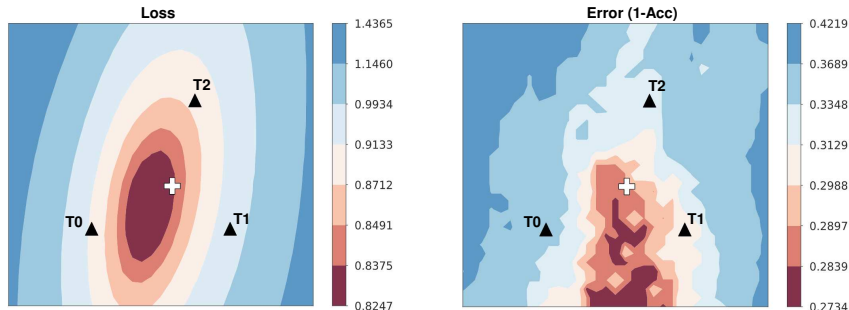 Loss
Error (1-Acc)
T2
T0
T1
1.4365
1.1460
0.9934
0.9133
0.8712
0.8491
0.8375
0.8247
T2
T0
T1
0.4219
0.3689
0.3348
0.3129
0.2988
0.2897
0.2839
0.2734